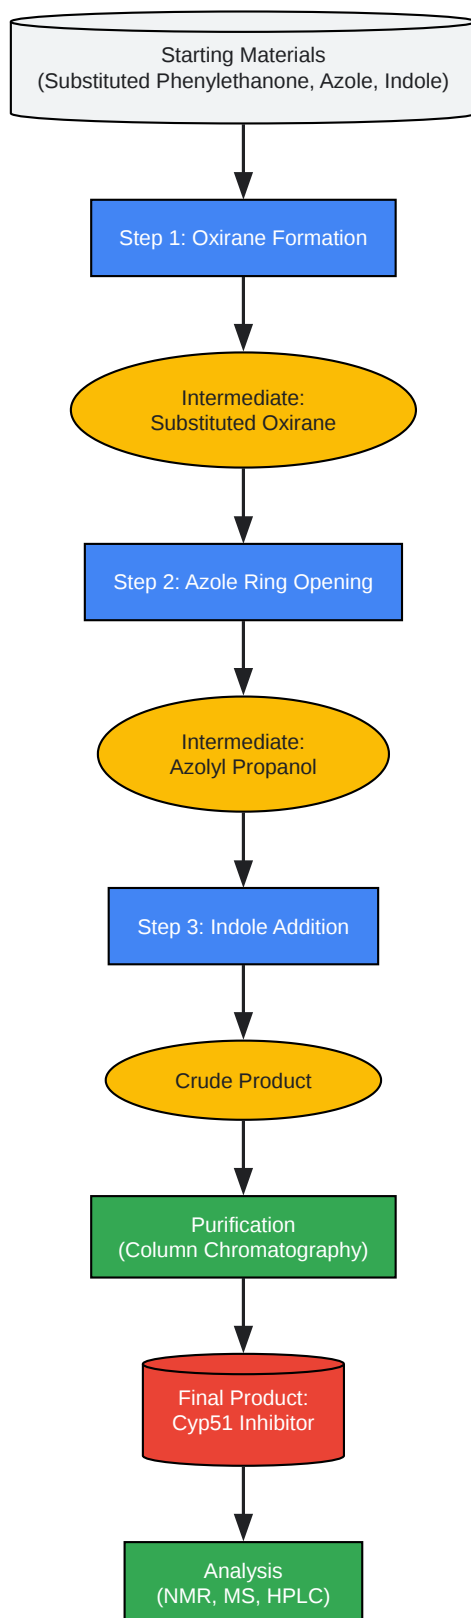 Starting Materials
(Substituted Phenylethanone, Azole, Indole)
Step 1: Oxirane Formation
Intermediate:
Substituted Oxirane
Step 2: Azole Ring Opening
Intermediate:
Azolyl Propanol
Step 3: Indole Addition
Crude Product
Purification
(Column Chromatography)
Final Product:
Cyp51 Inhibitor
Analysis
(NMR, MS, HPLC)